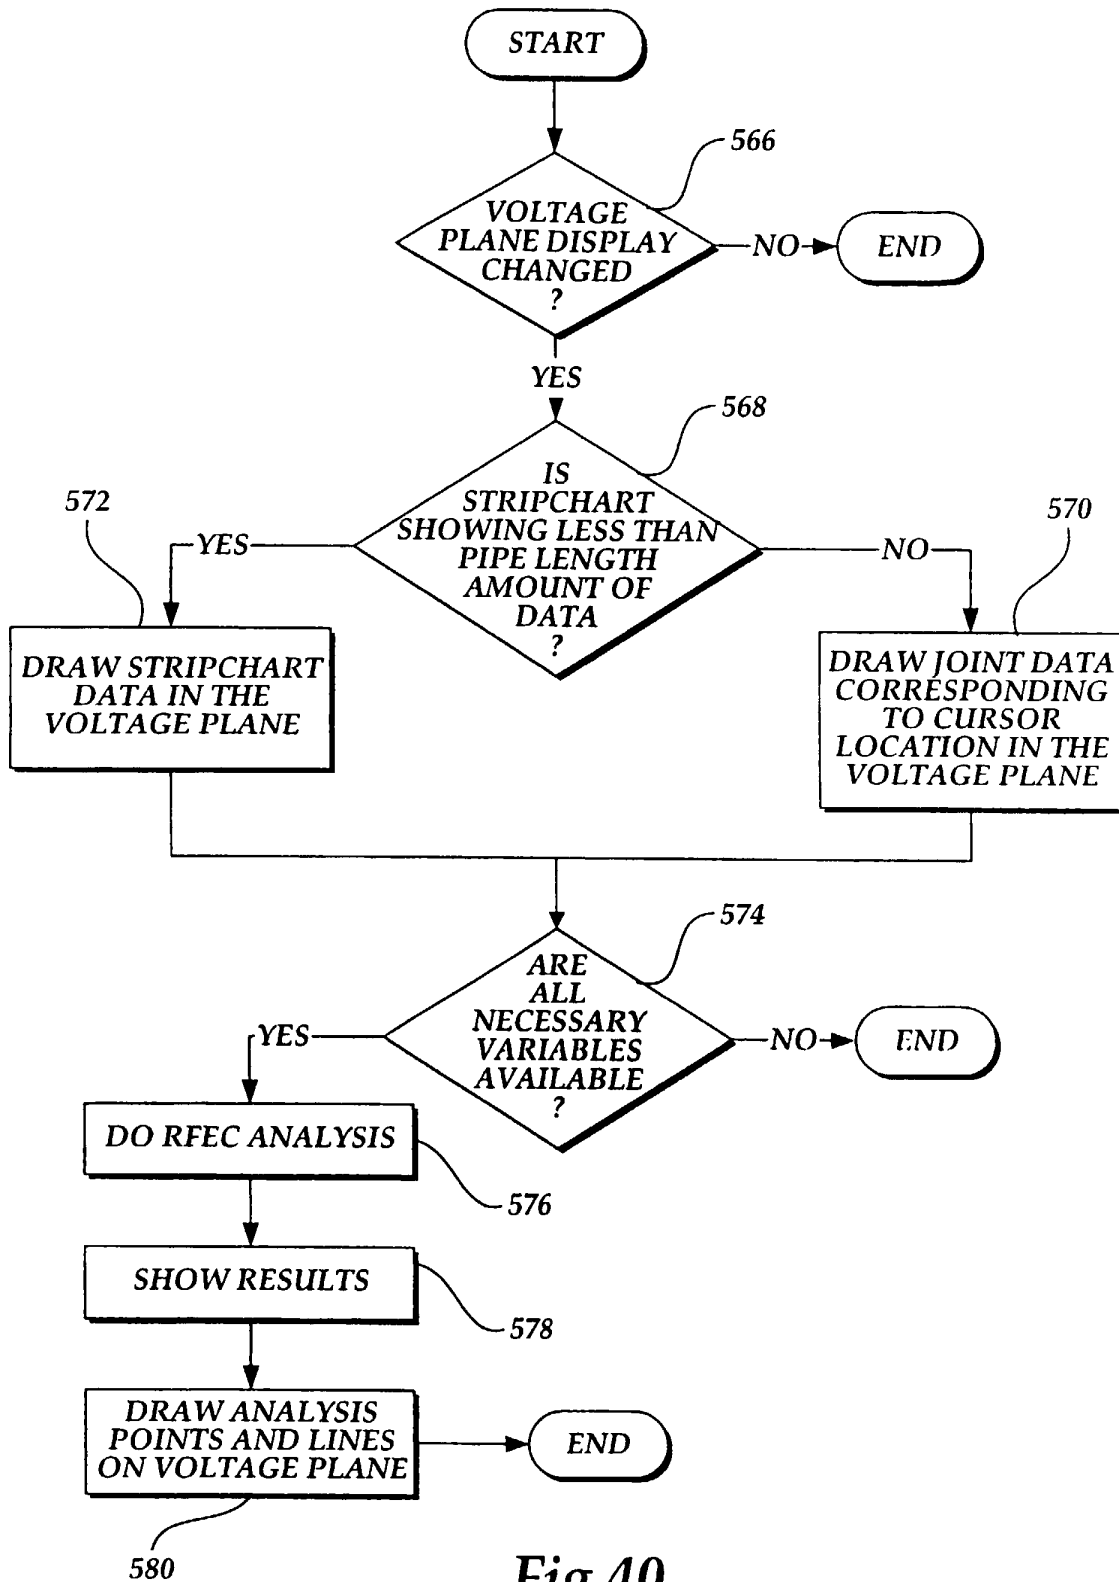 START
566
VOLTAGE
PLANE DISPLAY
CHANGED
?
NO
END
YES
568
IS
STRIPCHART
SHOWING LESS THAN
PIPE LENGTH
AMOUNT OF
DATA
?
572
YES
NO
570
DRAW STRIPCHART
DATA IN THE
VOLTAGE PLANE
DRAW JOINT DATA
CORRESPONDING
TO CURSOR
LOCATION IN THE
VOLTAGE PLANE
574
ARE
ALL
NECESSARY
VARIABLES
AVAILABLE
?
YES
NO
END
DO RFEC ANALYSIS
576
SHOW RESULTS
578
DRAW ANALYSIS
POINTS AND LINES
ON VOLTAGE PLANE
END
580
Fig. 40